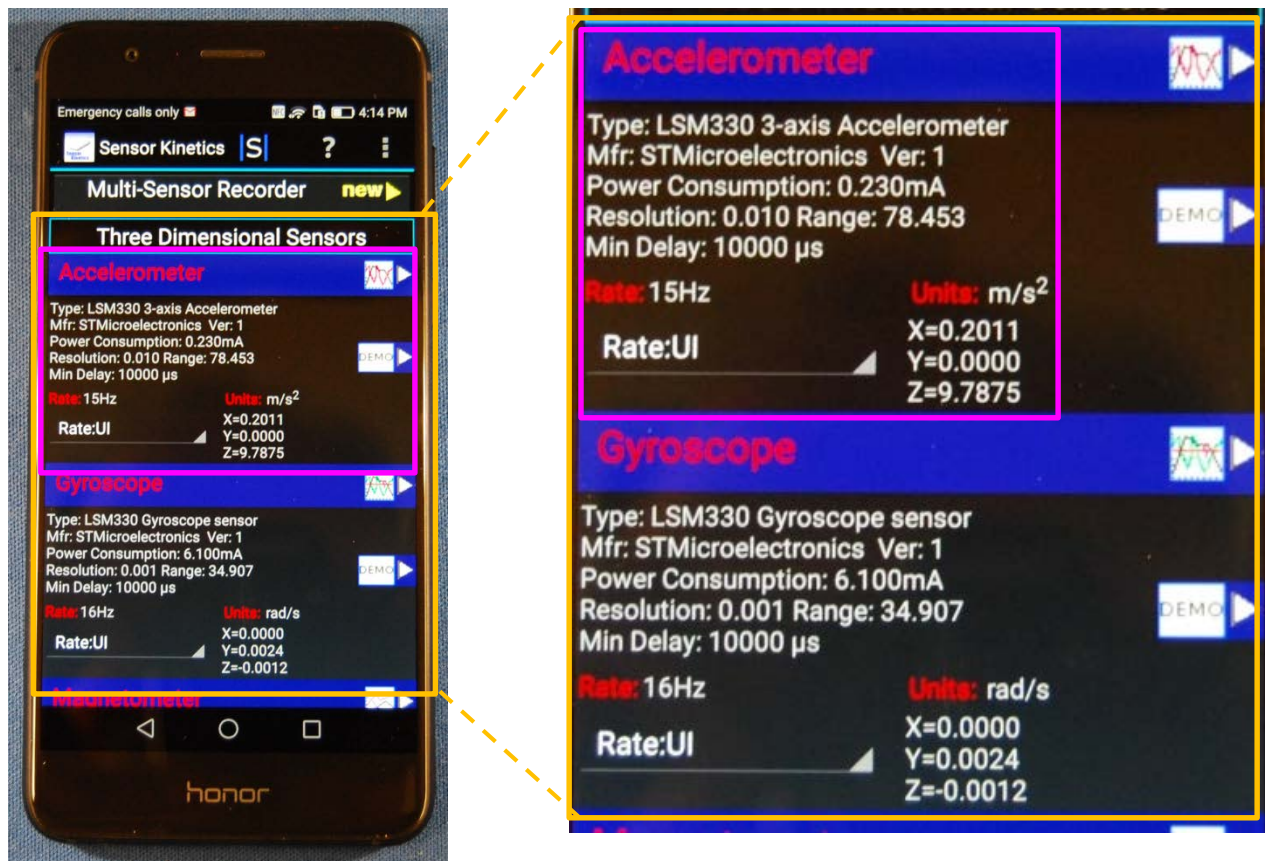 Emergency calls only
NFC
4:14 PM
Sensor Kinetics
S
?
Multi-Sensor Recorder
new
Three Dimensional Sensors
Accelerometer
Type: LSM330 3-axis Accelerometer
Mfr: STMicroelectronics Ver: 1
Power Consumption: 0.230mA
Resolution: 0.010 Range: 78.453
DEMO
Min Delay: 10000 µs
Rate: 15Hz
Units: m/s²
Rate:UI
X=0.2011
Y=0.0000
Z=9.7875
Gyroscope
Type: LSM330 Gyroscope sensor
Mfr: STMicroelectronics Ver: 1
Power Consumption: 6.100mA
Resolution: 0.001 Range: 34.907
DEMO
Min Delay: 10000 µs
Rate: 16Hz
Units: rad/s
Rate:UI
X=0.0000
Y=0.0024
Z=-0.0012
Magnetometer
honor
Accelerometer
Type: LSM330 3-axis Accelerometer
Mfr: STMicroelectronics Ver: 1
Power Consumption: 0.230mA
Resolution: 0.010 Range: 78.453
DEMO
Min Delay: 10000 µs
Rate: 15Hz
Units: m/s²
Rate:UI
X=0.2011
Y=0.0000
Z=9.7875
Gyroscope
Type: LSM330 Gyroscope sensor
Mfr: STMicroelectronics Ver: 1
Power Consumption: 6.100mA
Resolution: 0.001 Range: 34.907
DEMO
Min Delay: 10000 µs
Rate: 16Hz
Units: rad/s
Rate:UI
X=0.0000
Y=0.0024
Z=-0.0012